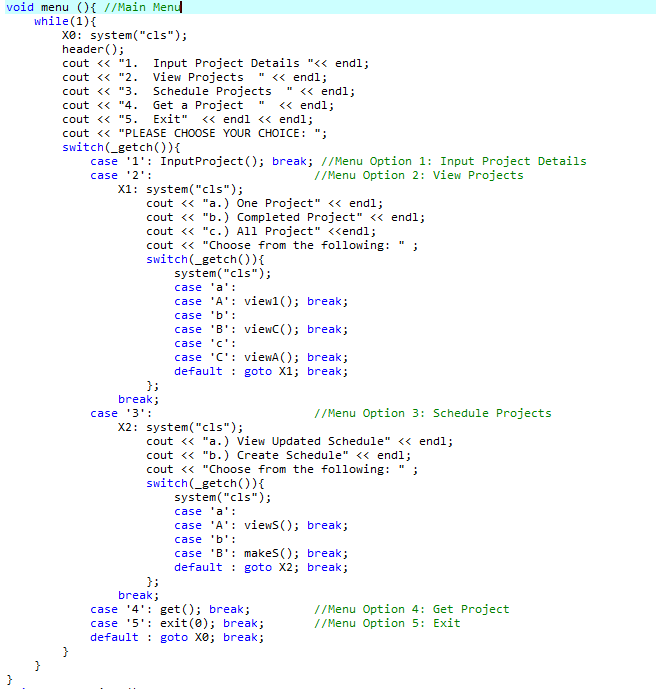 void menu (){ //Main Menu
    while(1){
        X0: system("cls");
        header();
        cout << "1.  Input Project Details "<< endl;
        cout << "2.  View Projects  " << endl;
        cout << "3.  Schedule Projects  " << endl;
        cout << "4.  Get a Project  "  << endl;
        cout << "5.  Exit"  << endl << endl;
        cout << "PLEASE CHOOSE YOUR CHOICE: ";
        switch(_getch()){
            case '1': InputProject(); break; //Menu Option 1: Input Project Details
            case '2':                       //Menu Option 2: View Projects
                X1: system("cls");
                    cout << "a.) One Project" << endl;
                    cout << "b.) Completed Project" << endl;
                    cout << "c.) All Project" <<endl;
                    cout << "Choose from the following: " ;
                    switch(_getch()){
                        system("cls");
                        case 'a':
                        case 'A': view1(); break;
                        case 'b':
                        case 'B': viewC(); break;
                        case 'c':
                        case 'C': viewA(); break;
                        default : goto X1; break;
                    };
                break;
            case '3':                       //Menu Option 3: Schedule Projects
                X2: system("cls");
                    cout << "a.) View Updated Schedule" << endl;
                    cout << "b.) Create Schedule" << endl;
                    cout << "Choose from the following: " ;
                    switch(_getch()){
                        system("cls");
                        case 'a':
                        case 'A': viewS(); break;
                        case 'b':
                        case 'B': makeS(); break;
                        default : goto X2; break;
                    };
                break;
            case '4': get(); break;         //Menu Option 4: Get Project
            case '5': exit(0); break;       //Menu Option 5: Exit
            default : goto X0; break;
        }
    }
}